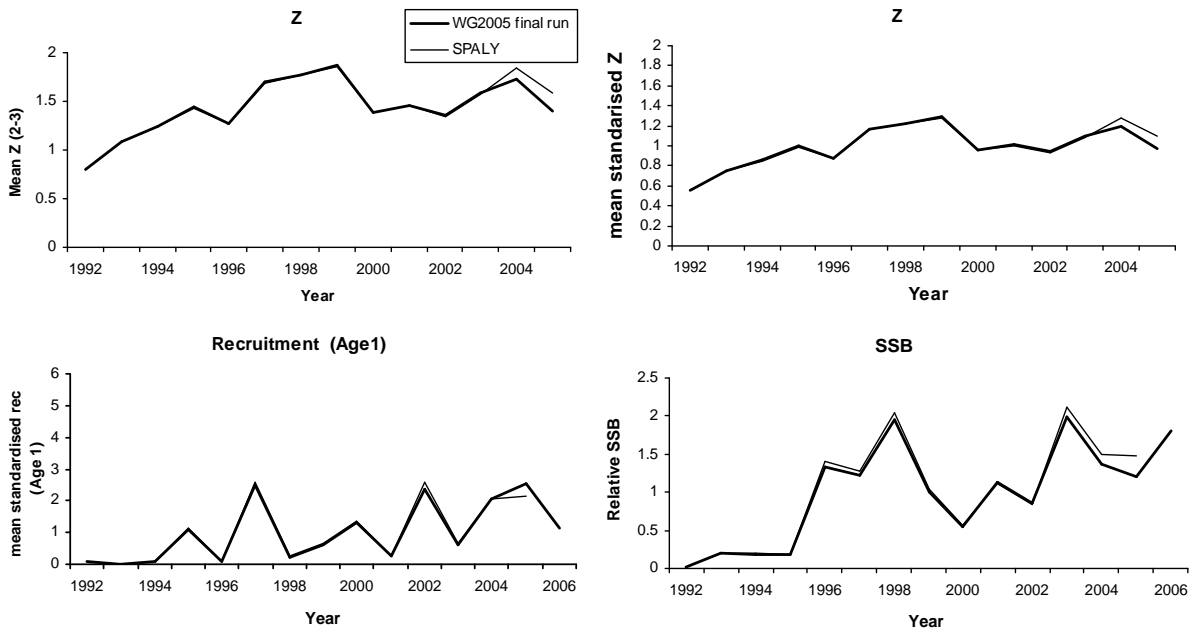 Z
WG2005 final run
SPALY
Mean Z (2-3)
2
1.5
1
0.5
0
1992 1994 1996 1998 2000 2002 2004
Year
Z
mean standarised Z
2
1.8
1.6
1.4
1.2
1
0.8
0.6
0.4
0.2
0
1992 1994 1996 1998 2000 2002 2004
Year
Recruitment (Age1)
mean standardised rec
(Age 1)
6
5
4
3
2
1
0
1992 1994 1996 1998 2000 2002 2004 2006
Year
SSB
Relative SSB
2.5
2
1.5
1
0.5
0
1992 1994 1996 1998 2000 2002 2004 2006
Year